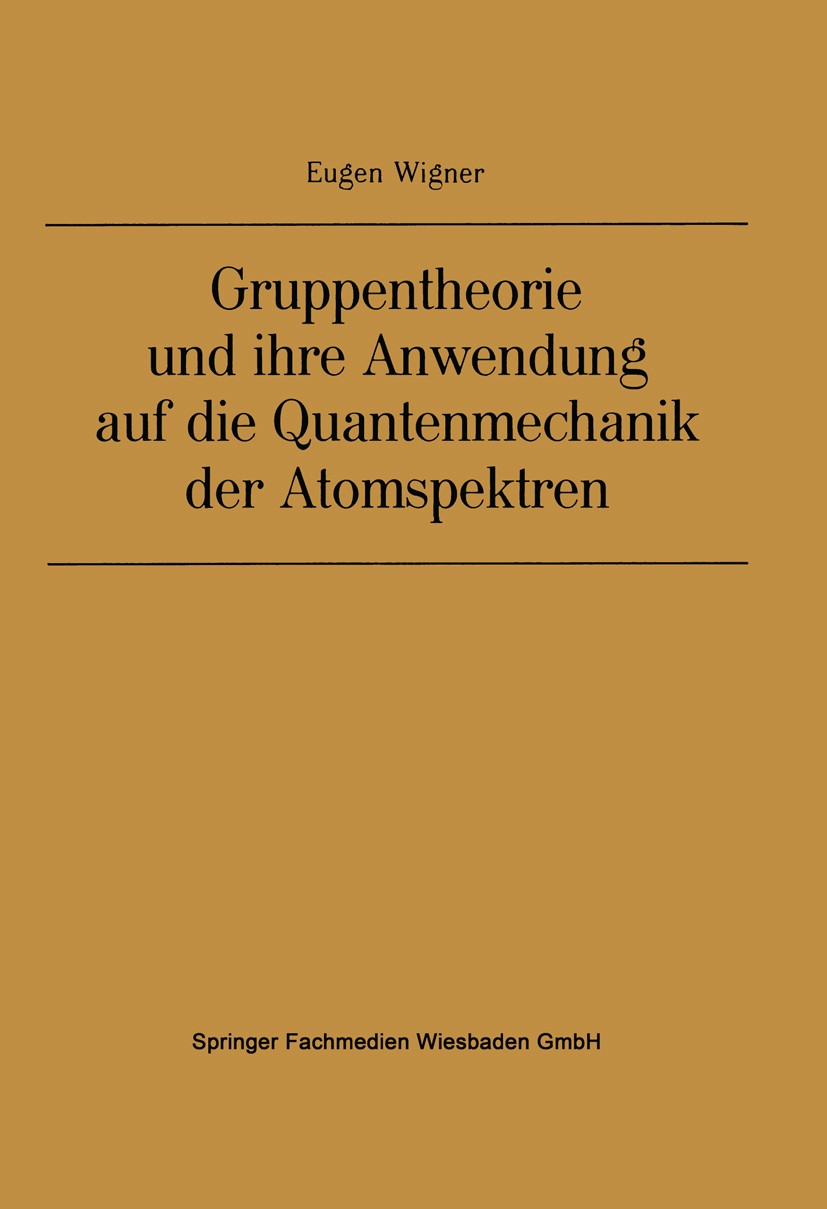 Eugen Wigner
Gruppentheorie
und ihre Anwendung
auf die Quantenmechanik
der Atomspektren
Springer Fachmedien Wiesbaden GmbH